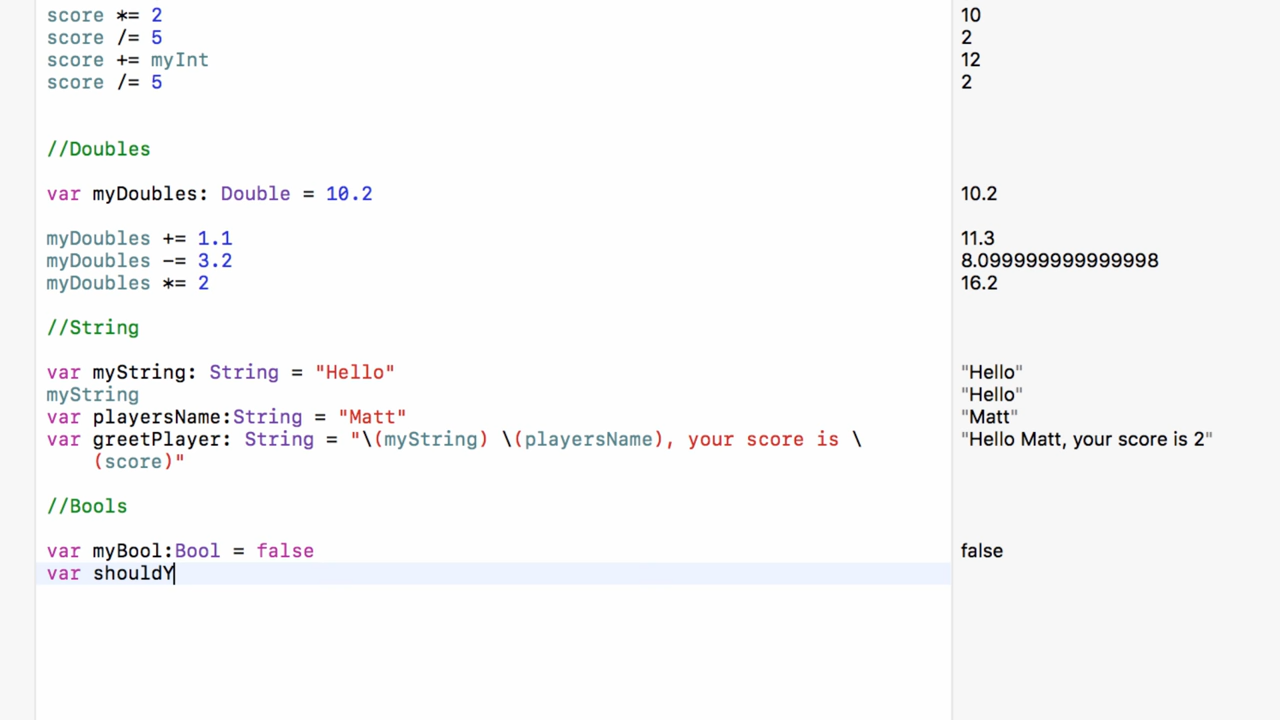 score *= 2 10
score /= 5 2
score += myInt 12
score /= 5 2
//Doubles
var myDoubles: Double = 10.2 10.2
myDoubles += 1.1 11.3
myDoubles -= 3.2 8.099999999999998
myDoubles *= 2 16.2
//String
var myString: String = "Hello" "Hello"
myString "Hello"
var playersName:String = "Matt" "Matt"
var greetPlayer: String = "\(myString) \(playersName), your score is \ "Hello Matt, your score is 2"
(score)"
//Bools
var myBool:Bool = false false
var shouldY